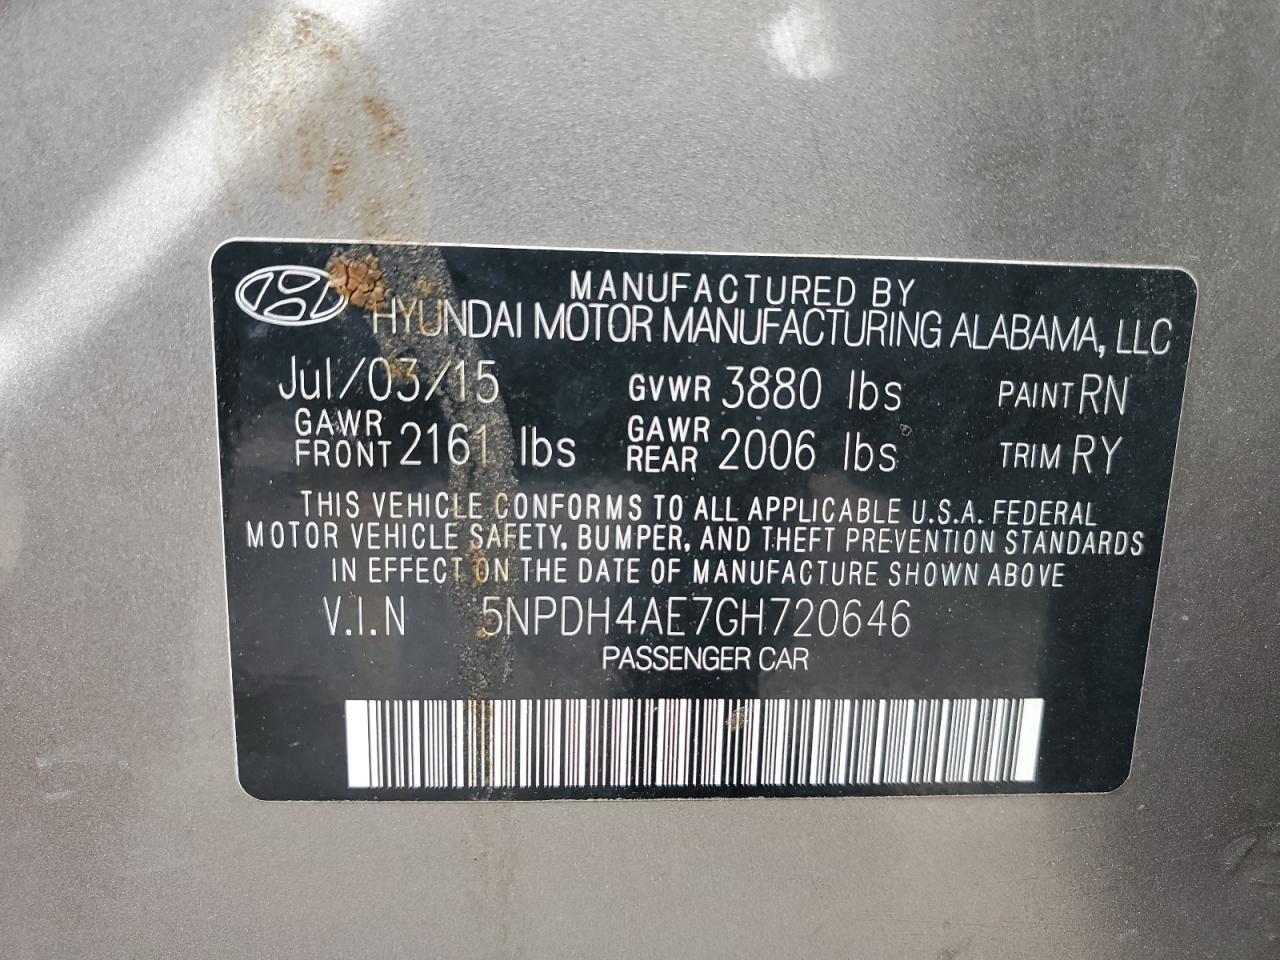 MANUFACTURED BY
HYUNDAI MOTOR MANUFACTURING ALABAMA, LLC
Jul/03/15 GVWR 3880 lbs PAINT RN
GAWR FRONT 2161 lbs GAWR REAR 2006 lbs TRIM RY
THIS VEHICLE CONFORMS TO ALL APPLICABLE U.S.A. FEDERAL
MOTOR VEHICLE SAFETY, BUMPER, AND THEFT PREVENTION STANDARDS
IN EFFECT ON THE DATE OF MANUFACTURE SHOWN ABOVE
V.I.N 5NPDH4AE7GH720646
PASSENGER CAR